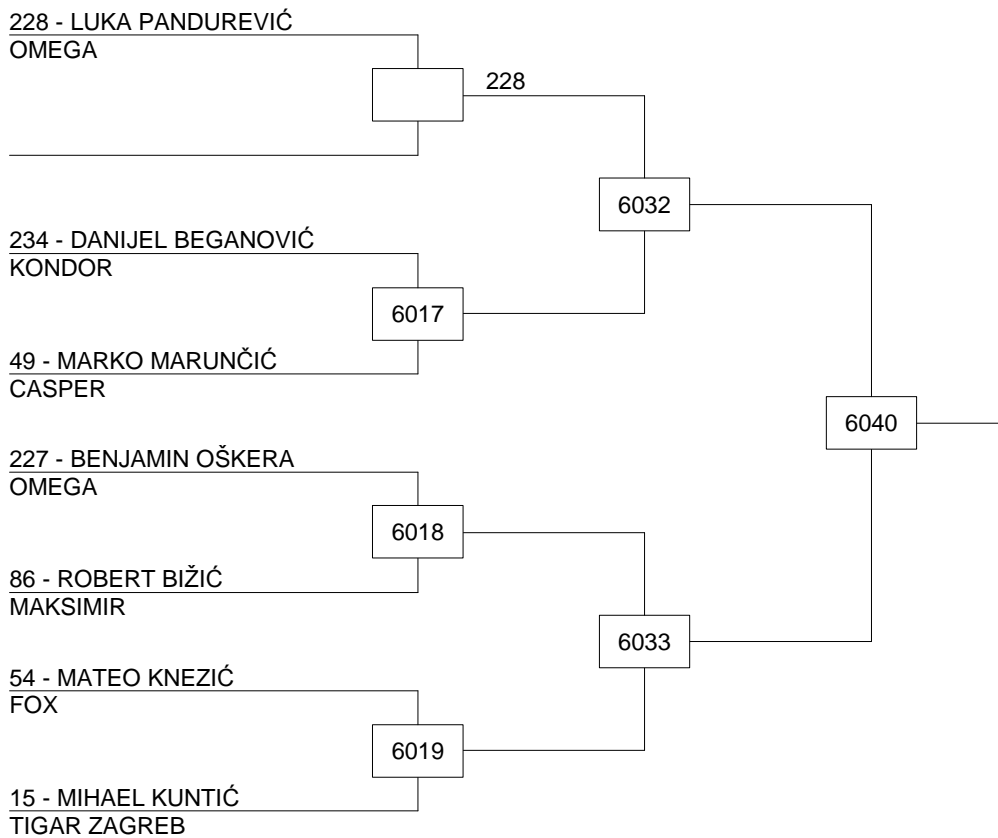 228 - LUKA PANDUREVIĆ
OMEGA
228
6032
234 - DANIJEL BEGANOVIĆ
KONDOR
6017
49 - MARKO MARUNČIĆ
CASPER
6040
227 - BENJAMIN OŠKERA
OMEGA
6018
86 - ROBERT BIŽIĆ
MAKSIMIR
6033
54 - MATEO KNEZIĆ
FOX
6019
15 - MIHAEL KUNTIĆ
TIGAR ZAGREB